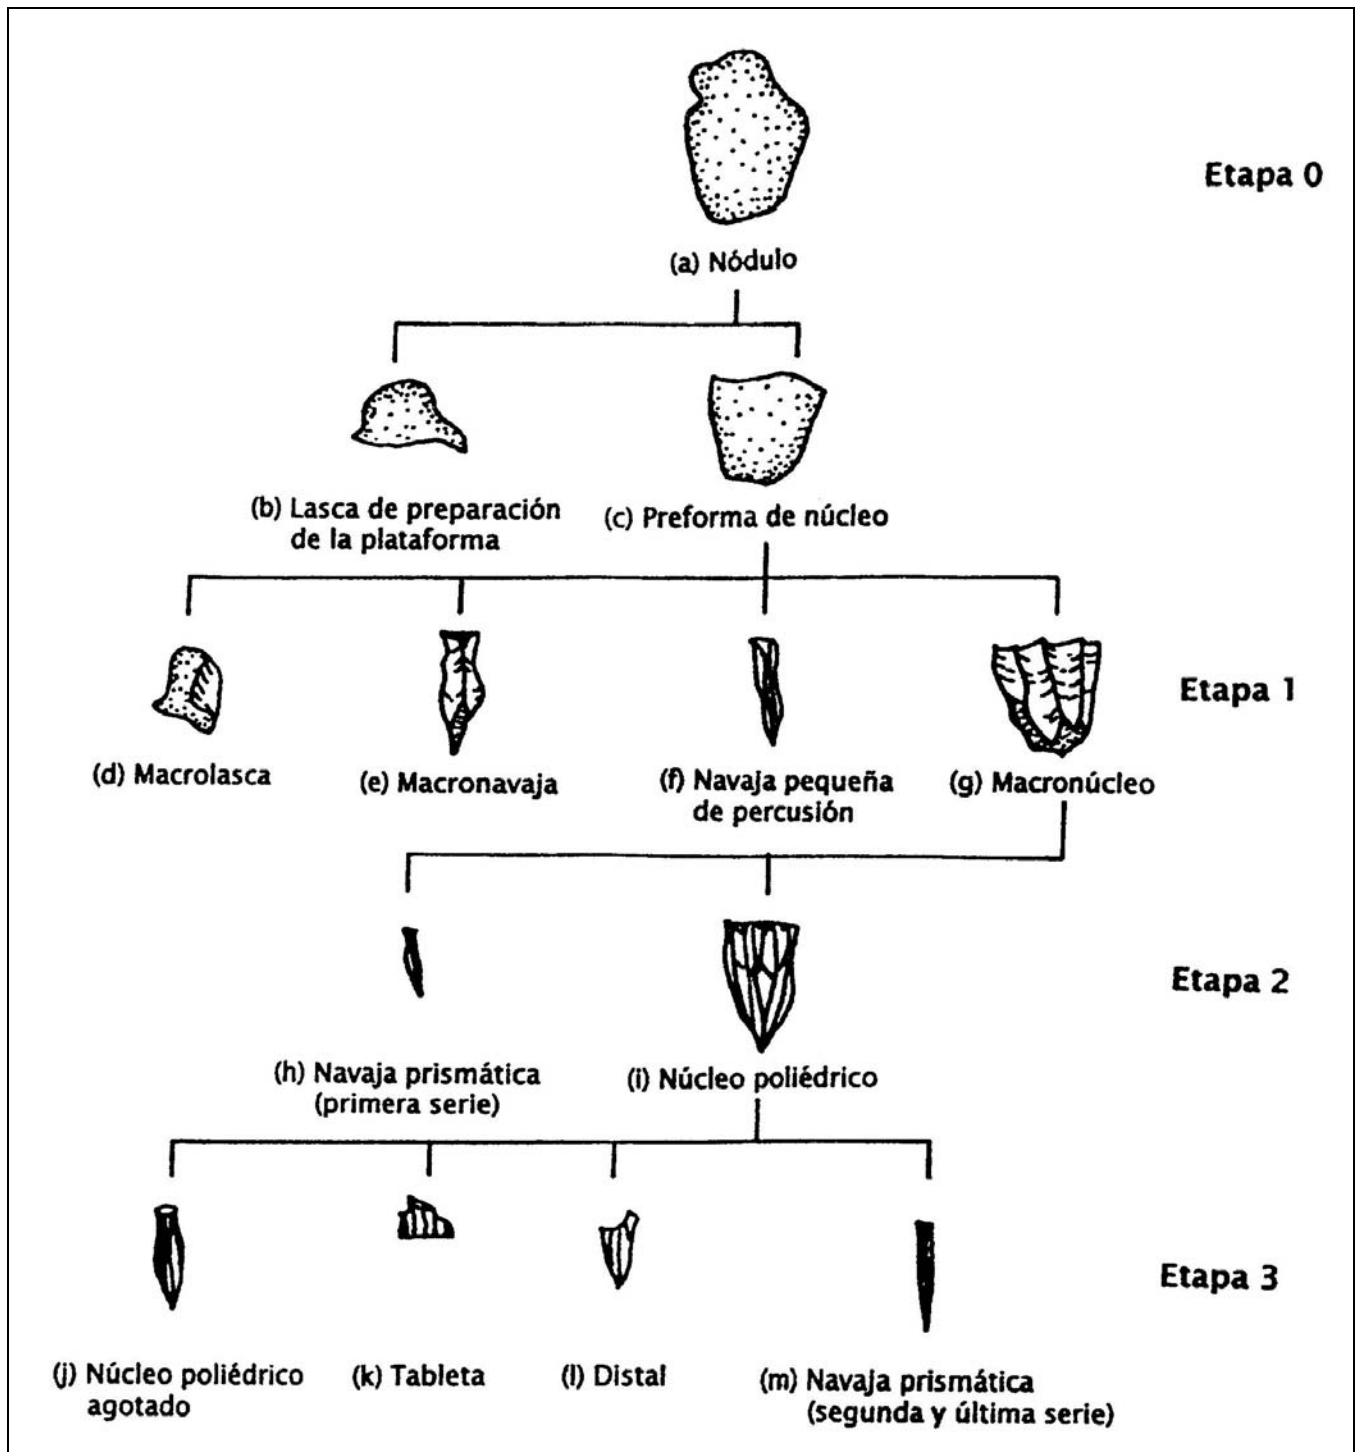 Etapa 0
(a) Nódulo
(b) Lasca de preparación
de la plataforma
(c) Preforma de núcleo
Etapa 1
(d) Macrolasca
(e) Macronavaja
(f) Navaja pequeña
de percusión
(g) Macronúcleo
Etapa 2
(h) Navaja prismática
(primera serie)
(i) Núcleo poliédrico
Etapa 3
(j) Núcleo poliédrico
agotado
(k) Tableta
(l) Distal
(m) Navaja prismática
(segunda y última serie)